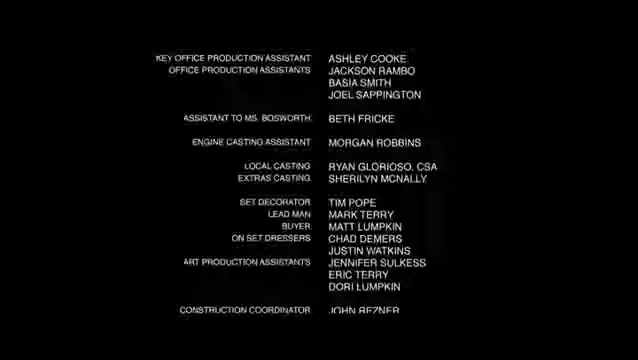 KEY OFFICE PRODUCTION ASSISTANT ASHLEY COOKE
OFFICE PRODUCTION ASSISTANTS JACKSON RAMBO
BASIA SMITH
JOEL SAPPINGTON
ASSISTANT TO MS. BOSWORTH BETH FRICKE
ENGINE CASTING ASSISTANT MORGAN ROBBINS
LOCAL CASTING RYAN GLORIOSO, CSA
EXTRAS CASTING SHERILYN MCNALLY
SET DECORATOR TIM POPE
LEAD MAN MARK TERRY
BUYER MATT LUMPKIN
ON SET DRESSERS CHAD DEMERS
JUSTIN WATKINS
ART PRODUCTION ASSISTANTS JENNIFER SULKESS
ERIC TERRY
DORI LUMPKIN
CONSTRUCTION COORDINATOR JOHN REZNER